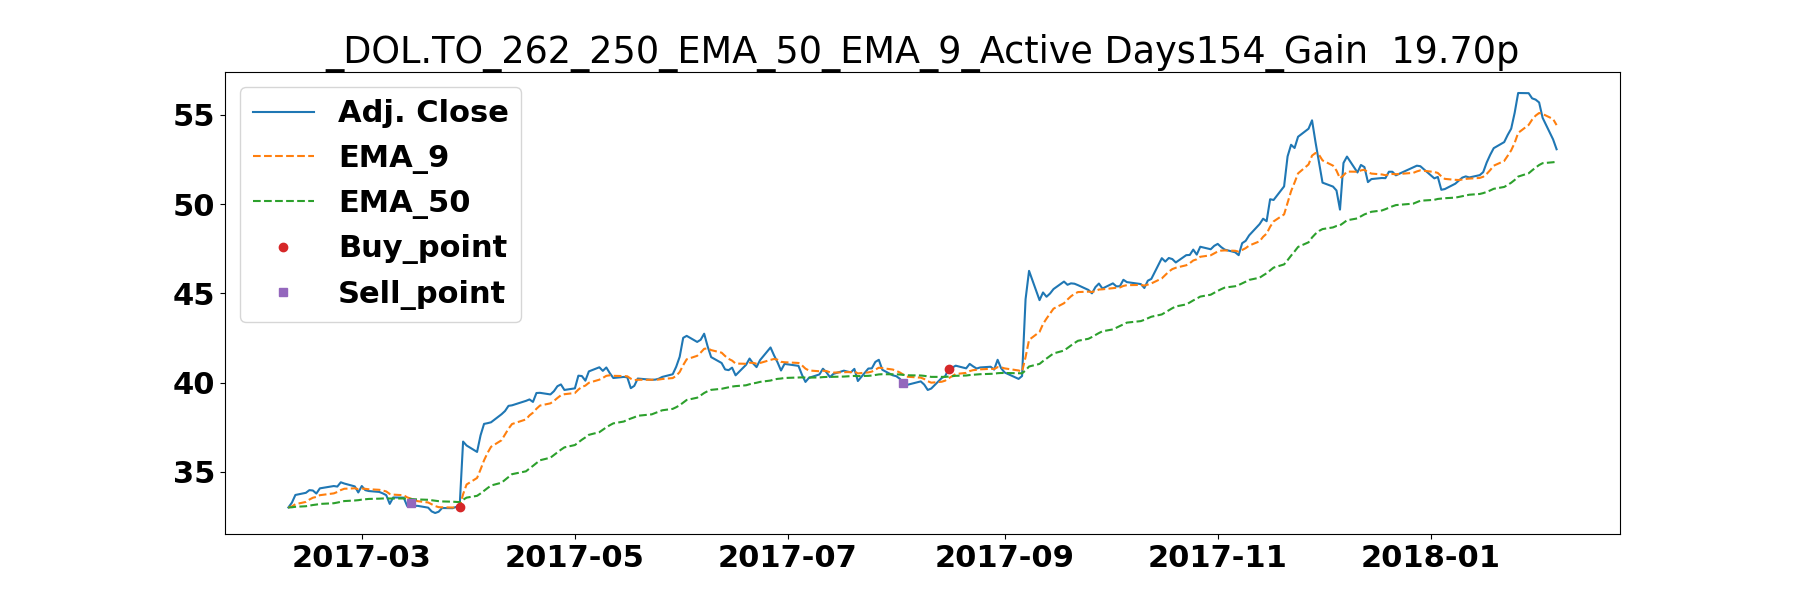 _DOL.TO_262_250_EMA_50_EMA_9_Active Days154_Gain  19.70p
Adj. Close
EMA_9
EMA_50
Buy_point
Sell_point
55
50
45
40
35
2017-03 2017-05 2017-07 2017-09 2017-11 2018-01